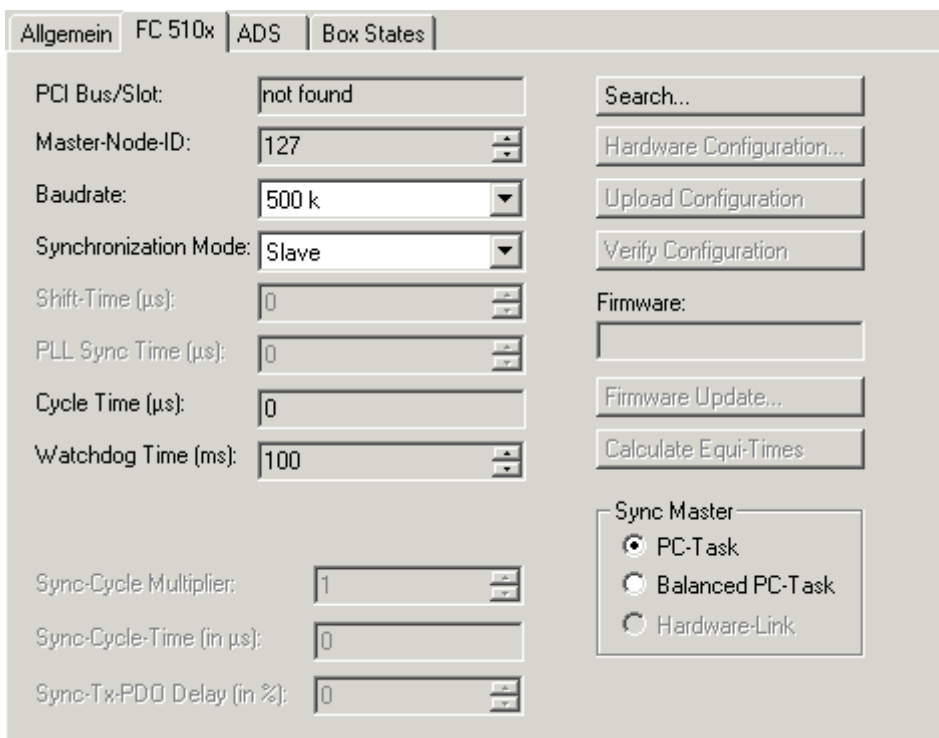 Allgemein FC 510x ADS Box States
PCI Bus/Slot: not found Search...
Master-Node-ID: 127 Hardware Configuration...
Baudrate: 500 k Upload Configuration
Synchronization Mode: Slave Verify Configuration
Shift-Time (µs): 0 Firmware:
PLL Sync Time (µs): 0
Cycle Time (µs): 0 Firmware Update...
Watchdog Time (ms): 100 Calculate Equi-Times
Sync Master
PC-Task
Sync-Cycle Multiplier: 1 Balanced PC-Task
Sync-Cycle-Time (in µs): 0 Hardware-Link
Sync-Tx-PDO Delay (in %): 0